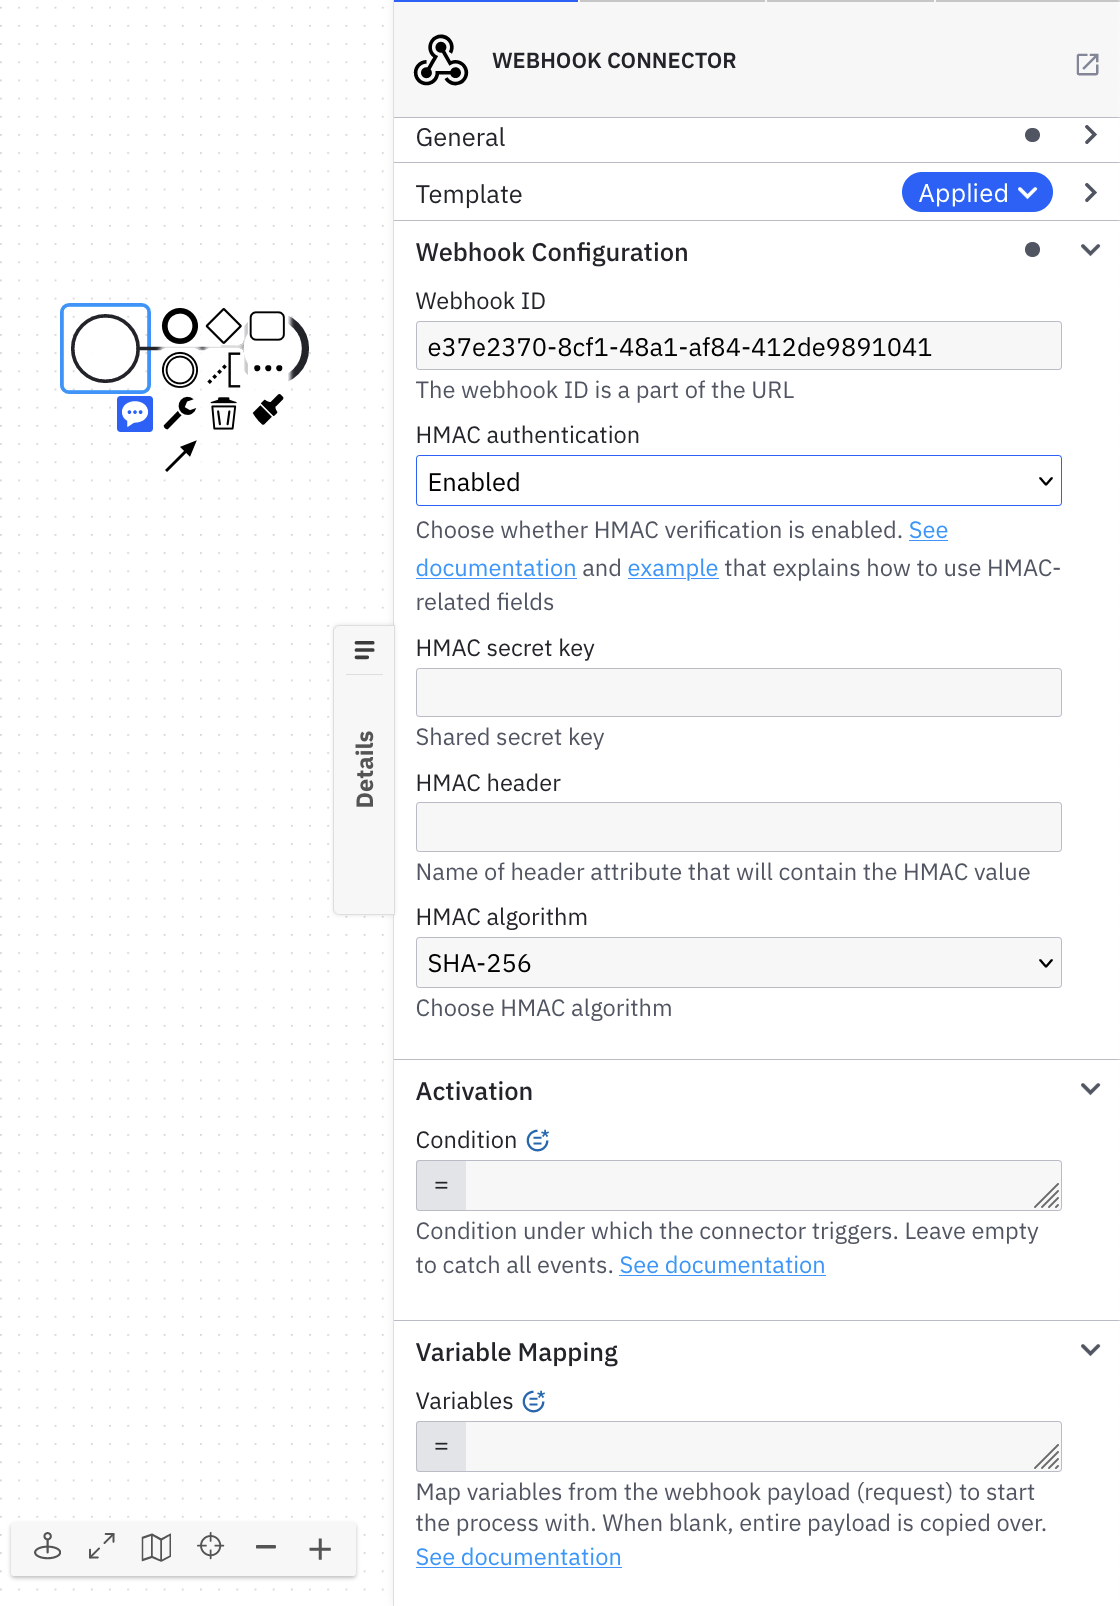 WEBHOOK CONNECTOR
General
Template
Applied
Webhook Configuration
Webhook ID
e37e2370-8cf1-48a1-af84-412de9891041
The webhook ID is a part of the URL
HMAC authentication
Enabled
Choose whether HMAC verification is enabled. See
documentation and example that explains how to use HMAC-
related fields
HMAC secret key
Shared secret key
Details
HMAC header
Name of header attribute that will contain the HMAC value
HMAC algorithm
SHA-256
Choose HMAC algorithm
Activation
Condition
=
Condition under which the connector triggers. Leave empty
to catch all events. See documentation
Variable Mapping
Variables
=
Map variables from the webhook payload (request) to start
the process with. When blank, entire payload is copied over.
See documentation